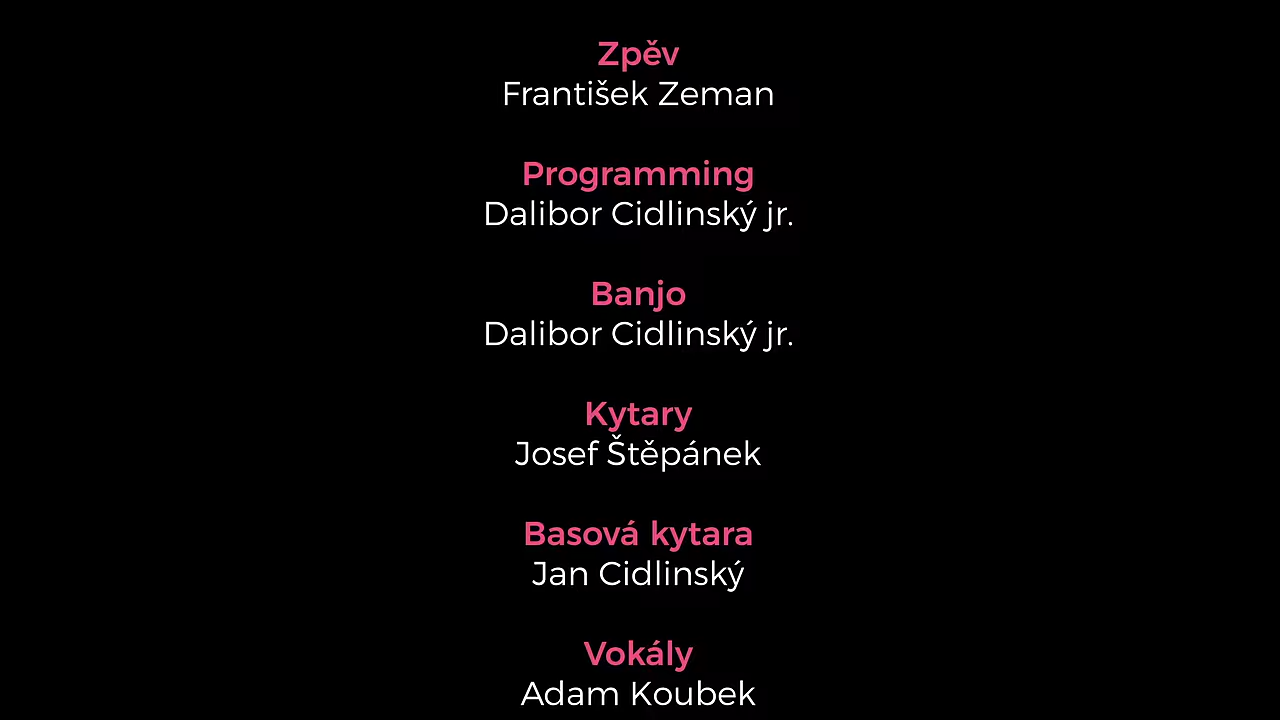 Zpěv
František Zeman
Programming
Dalibor Cidlinský jr.
Banjo
Dalibor Cidlinský jr.
Kytary
Josef Štěpánek
Basová kytara
Jan Cidlinský
Vokály
Adam Koubek